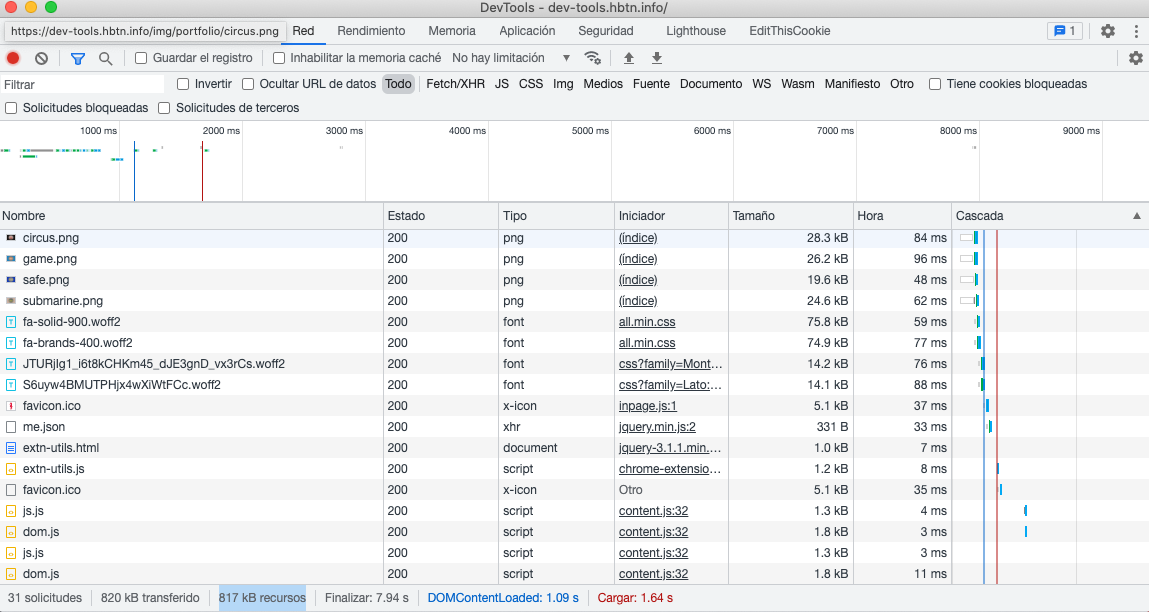 DevTools - dev-tools.hbtn.info/
https://dev-tools.hbtn.info/img/portfolio/circus.png Red Rendimiento Memoria Aplicación Seguridad Lighthouse EditThisCookie 1
Guardar el registro Inhabilitar la memoria caché No hay limitación
Filtrar Invertir Ocultar URL de datos Todo Fetch/XHR JS CSS Img Medios Fuente Documento WS Wasm Manifiesto Otro Tiene cookies bloqueadas
Solicitudes bloqueadas Solicitudes de terceros
1000 ms 2000 ms 3000 ms 4000 ms 5000 ms 6000 ms 7000 ms 8000 ms 9000 ms
Nombre Estado Tipo Iniciador Tamaño Hora Cascada
circus.png 200 png (índice) 28.3 kB 84 ms
game.png 200 png (índice) 26.2 kB 96 ms
safe.png 200 png (índice) 19.6 kB 48 ms
submarine.png 200 png (índice) 24.6 kB 62 ms
fa-solid-900.woff2 200 font all.min.css 75.8 kB 59 ms
fa-brands-400.woff2 200 font all.min.css 74.9 kB 77 ms
JTURjIg1_i6t8kCHKm45_dJE3gnD_vx3rCs.woff2 200 font css?family=Mont... 14.2 kB 76 ms
S6uyw4BMUTPHjx4wXiWtFCc.woff2 200 font css?family=Lato:... 14.1 kB 88 ms
favicon.ico 200 x-icon inpage.js:1 5.1 kB 37 ms
me.json 200 xhr jquery.min.js:2 331 B 33 ms
extn-utils.html 200 document jquery-3.1.1.min.... 1.0 kB 7 ms
extn-utils.js 200 script chrome-extensio... 1.2 kB 8 ms
favicon.ico 200 x-icon Otro 5.1 kB 35 ms
js.js 200 script content.js:32 1.3 kB 4 ms
dom.js 200 script content.js:32 1.8 kB 3 ms
js.js 200 script content.js:32 1.3 kB 3 ms
dom.js 200 script content.js:32 1.8 kB 11 ms
31 solicitudes 820 kB transferido 817 kB recursos Finalizar: 7.94 s DOMContentLoaded: 1.09 s Cargar: 1.64 s